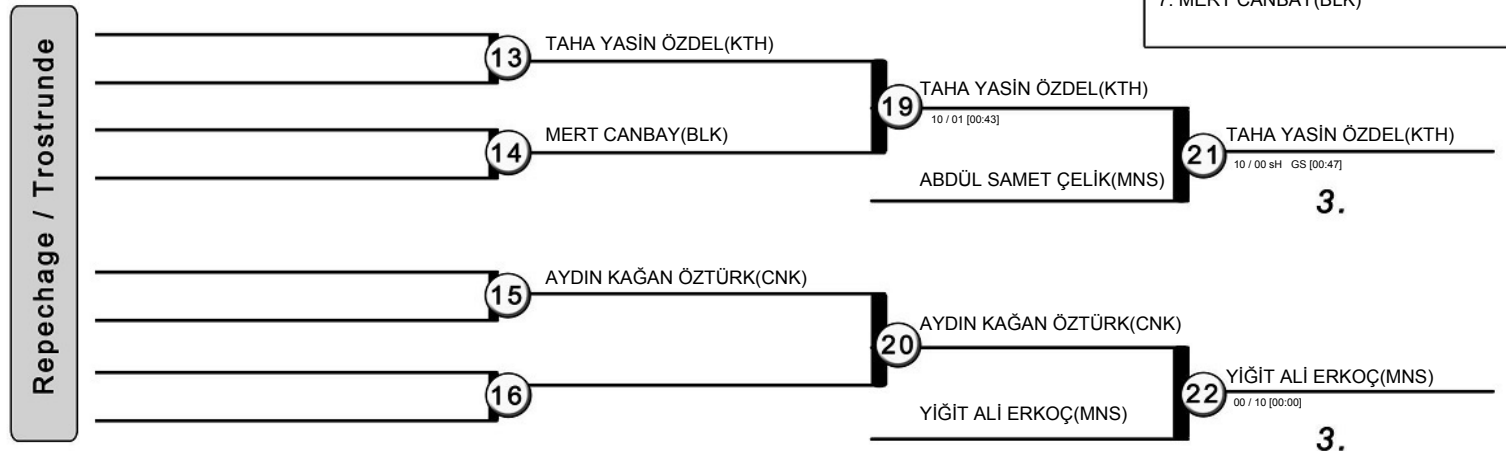 7. MERT CANBAY(BLK)
Repechage / Trostrunde
13
TAHA YASİN ÖZDEL(KTH)
19
TAHA YASİN ÖZDEL(KTH)
10 / 01 [00:43]
14
MERT CANBAY(BLK)
21
TAHA YASİN ÖZDEL(KTH)
10 / 00 sH GS [00:47]
ABDÜL SAMET ÇELİK(MNS)
3.
15
AYDIN KAĞAN ÖZTÜRK(CNK)
20
AYDIN KAĞAN ÖZTÜRK(CNK)
16
22
YİĞİT ALİ ERKOÇ(MNS)
00 / 10 [00:00]
YİĞİT ALİ ERKOÇ(MNS)
3.